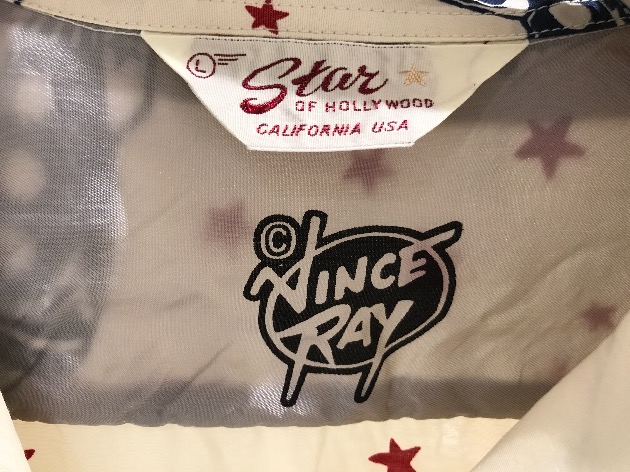 L
Star
OF HOLLYWOOD
CALIFORNIA USA
©
VINCE
RAY